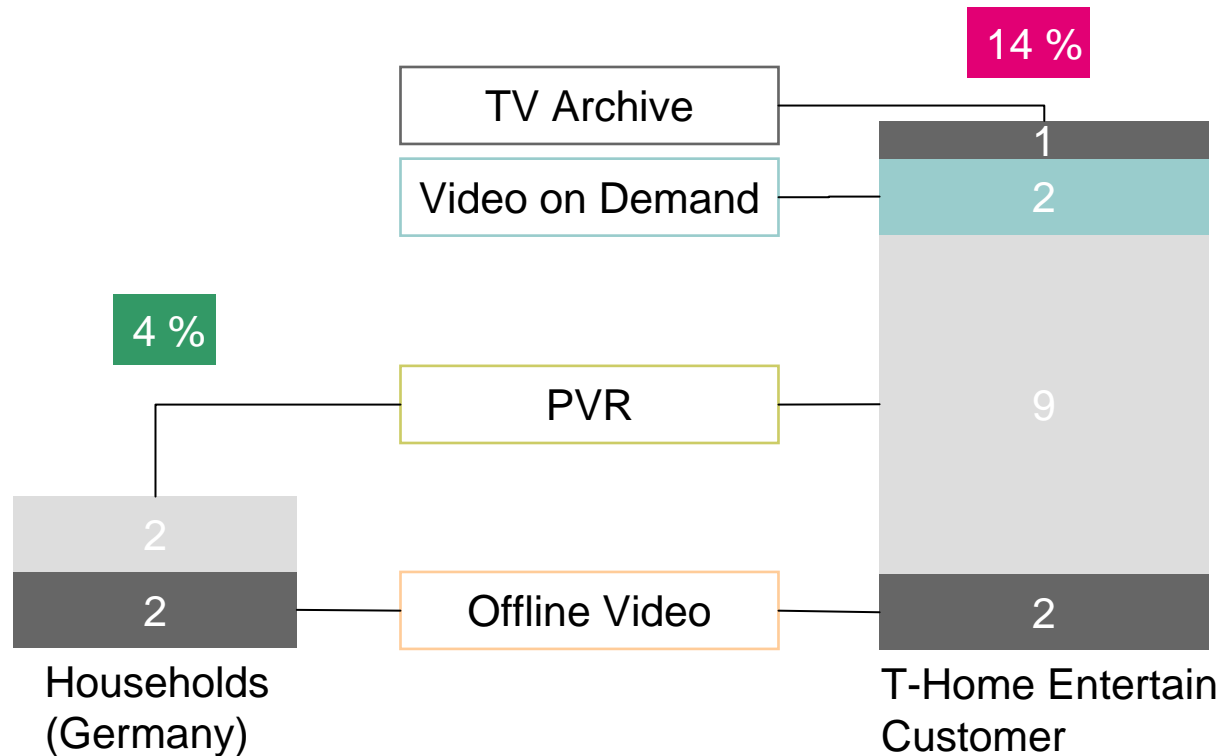 14 %
TV Archive
1
Video on Demand
2
4 %
PVR
9
2
2
Offline Video
2
Households
(Germany)
T-Home Entertain
Customer